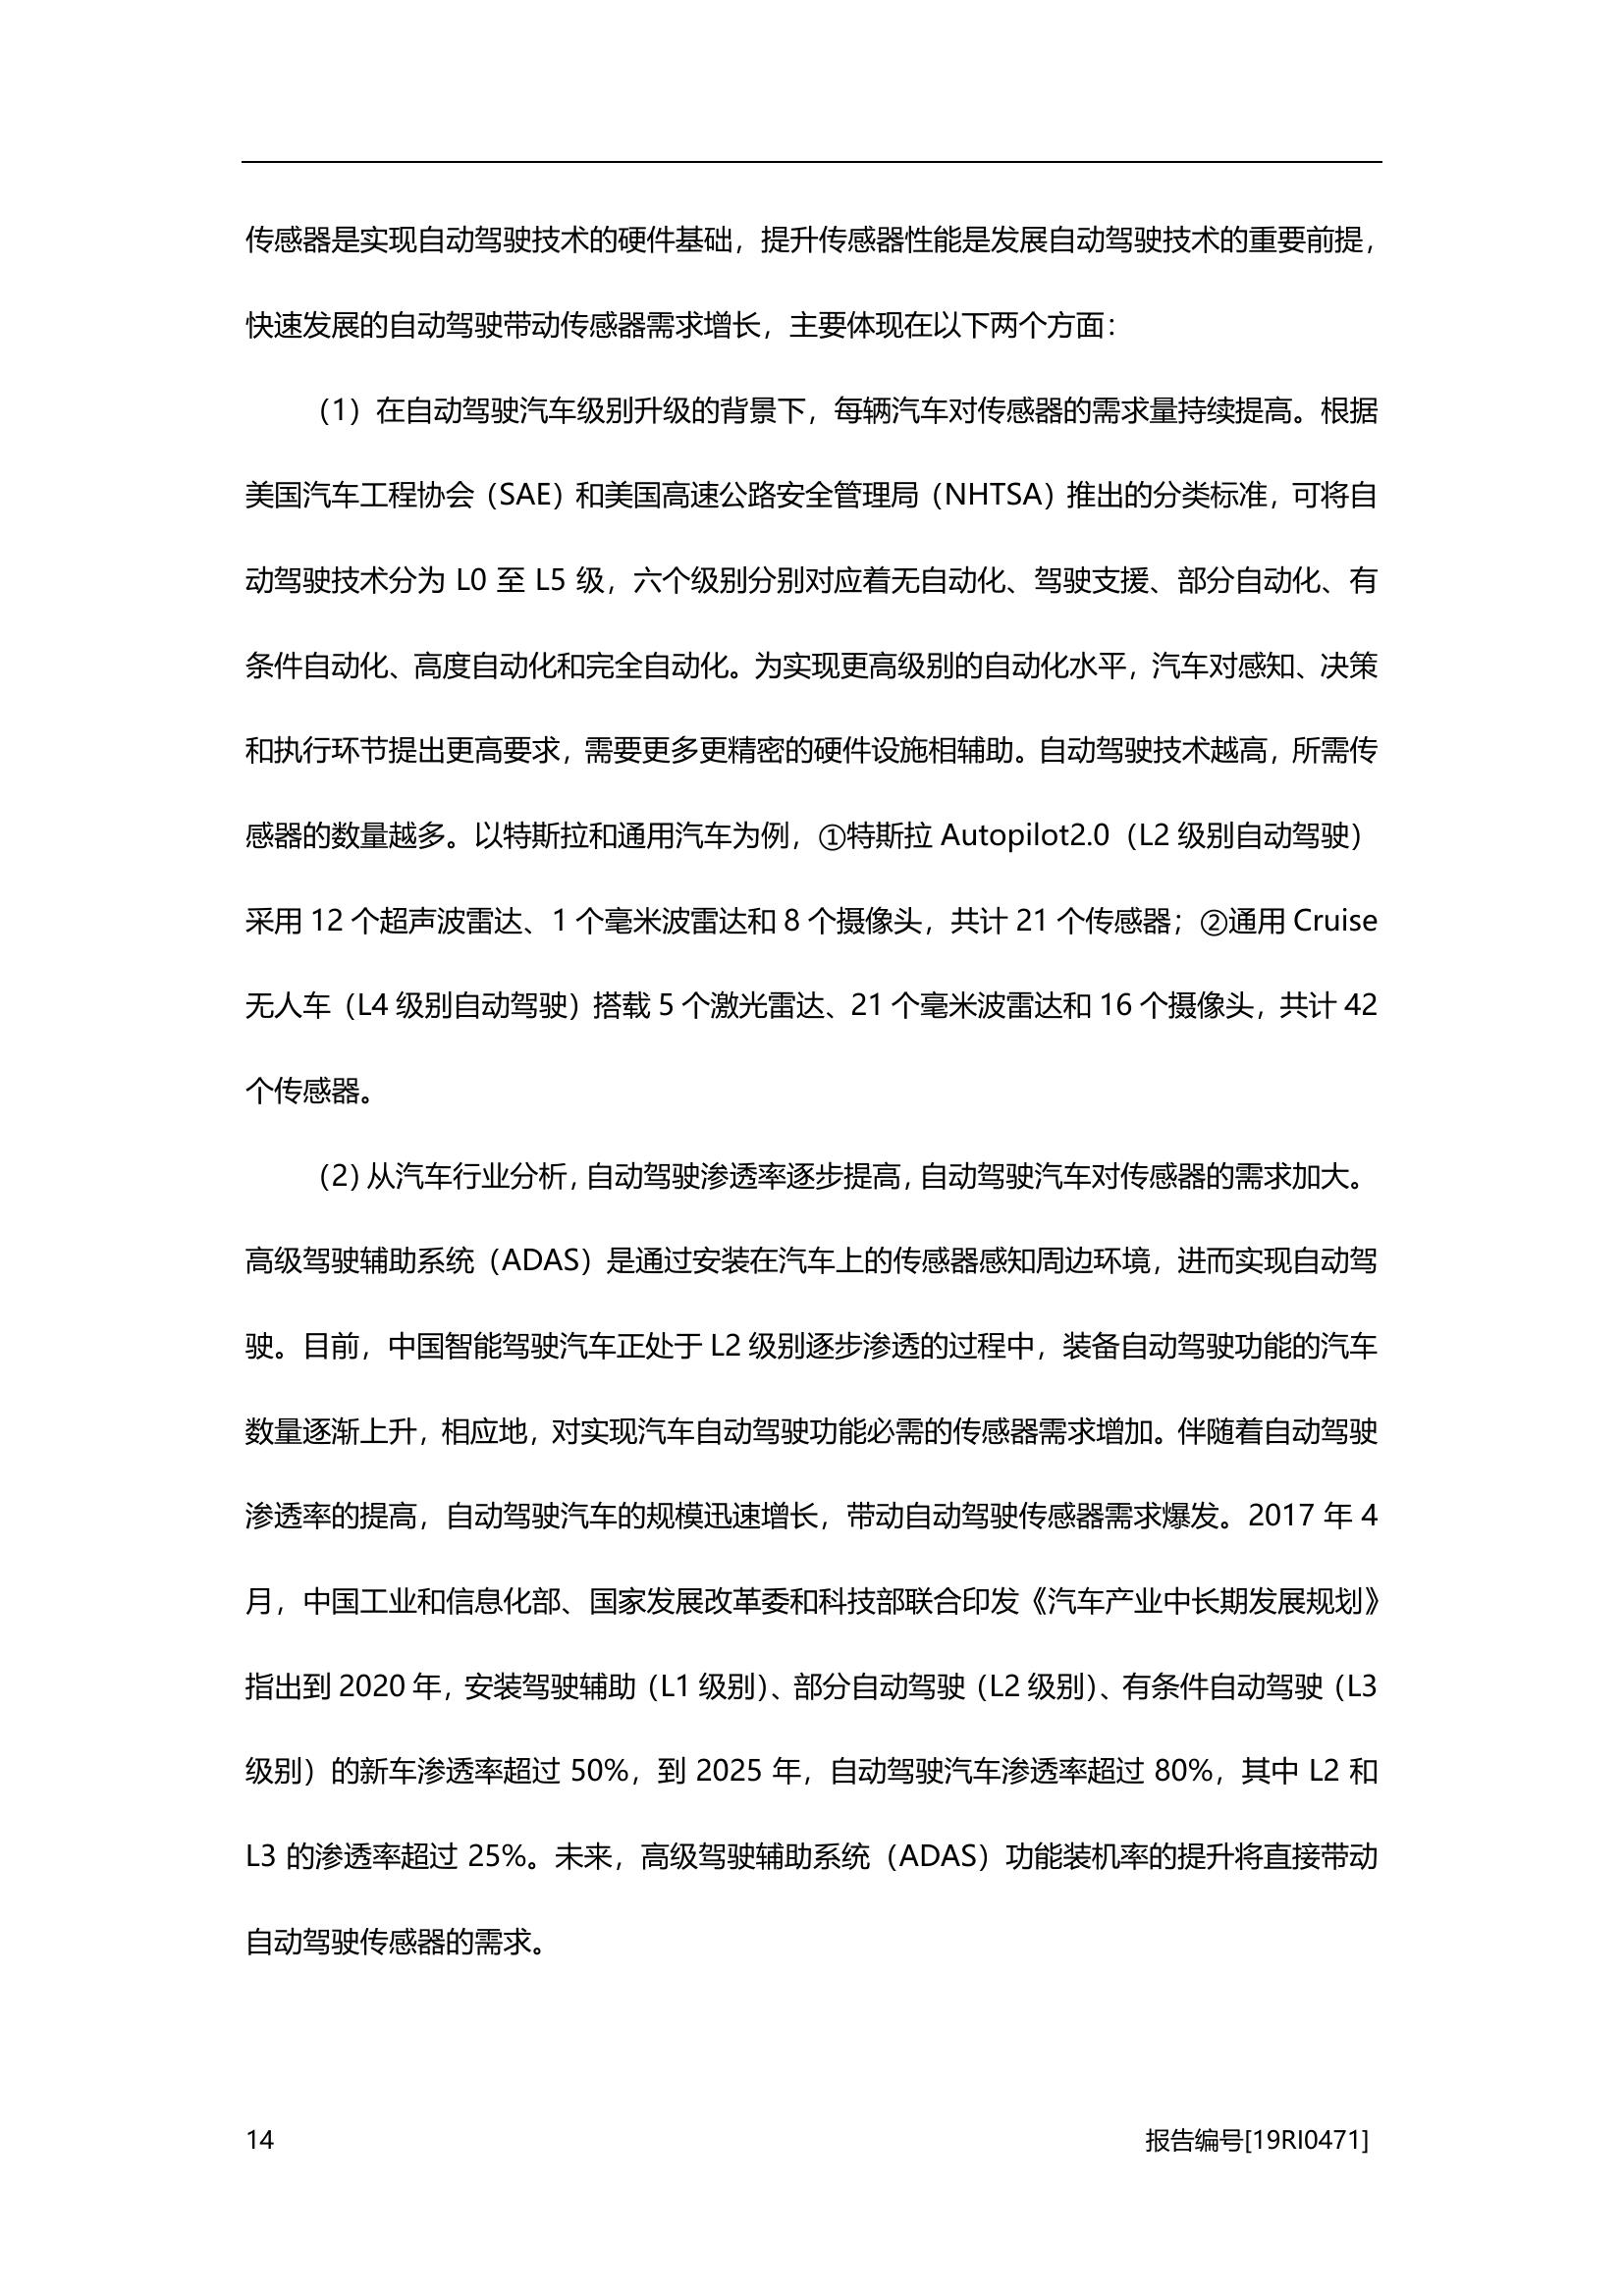 传感器是实现自动驾驶技术的硬件基础，提升传感器性能是发展自动驾驶技术的重要前提，
快速发展的自动驾驶带动传感器需求增长，主要体现在以下两个方面：
（1）在自动驾驶汽车级别升级的背景下，每辆汽车对传感器的需求量持续提高。根据
美国汽车工程协会（SAE）和美国高速公路安全管理局（NHTSA）推出的分类标准，可将自
动驾驶技术分为 L0 至 L5 级，六个级别分别对应着无自动化、驾驶支援、部分自动化、有
条件自动化、高度自动化和完全自动化。为实现更高级别的自动化水平，汽车对感知、决策
和执行环节提出更高要求，需要更多更精密的硬件设施相辅助。自动驾驶技术越高，所需传
感器的数量越多。以特斯拉和通用汽车为例，①特斯拉 Autopilot2.0（L2 级别自动驾驶）
采用 12 个超声波雷达、1 个毫米波雷达和 8 个摄像头，共计 21 个传感器；②通用 Cruise
无人车（L4 级别自动驾驶）搭载 5 个激光雷达、21 个毫米波雷达和 16 个摄像头，共计 42
个传感器。
（2）从汽车行业分析，自动驾驶渗透率逐步提高，自动驾驶汽车对传感器的需求加大。
高级驾驶辅助系统（ADAS）是通过安装在汽车上的传感器感知周边环境，进而实现自动驾
驶。目前，中国智能驾驶汽车正处于 L2 级别逐步渗透的过程中，装备自动驾驶功能的汽车
数量逐渐上升，相应地，对实现汽车自动驾驶功能必需的传感器需求增加。伴随着自动驾驶
渗透率的提高，自动驾驶汽车的规模迅速增长，带动自动驾驶传感器需求爆发。2017 年 4
月，中国工业和信息化部、国家发展改革委和科技部联合印发《汽车产业中长期发展规划》
指出到 2020 年，安装驾驶辅助（L1 级别）、部分自动驾驶（L2 级别）、有条件自动驾驶（L3
级别）的新车渗透率超过 50%，到 2025 年，自动驾驶汽车渗透率超过 80%，其中 L2 和
L3 的渗透率超过 25%。未来，高级驾驶辅助系统（ADAS）功能装机率的提升将直接带动
自动驾驶传感器的需求。
14 报告编号[19RI0471]